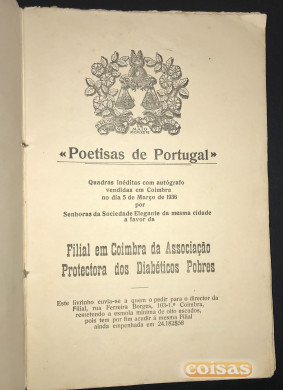 « Poetisas de Portugal »
Quadras inéditas com autógrafo
vendidas em Coimbra
no dia 5 de Março de 1936
por
Senhoras da Sociedade Elegante da mesma cidade
a favor da
Filial em Coimbra da Associação
Protectora dos Diabéticos Pobres
Este livrinho envia-se a quem o pedir para o director da
Filial, rua Ferreira Borges, 103-1.º Coimbra,
remetendo a esmola mínima de oito escudos,
pois tem por fim acudir à mesma Filial
ainda empenhada em 24.182$58
coisas